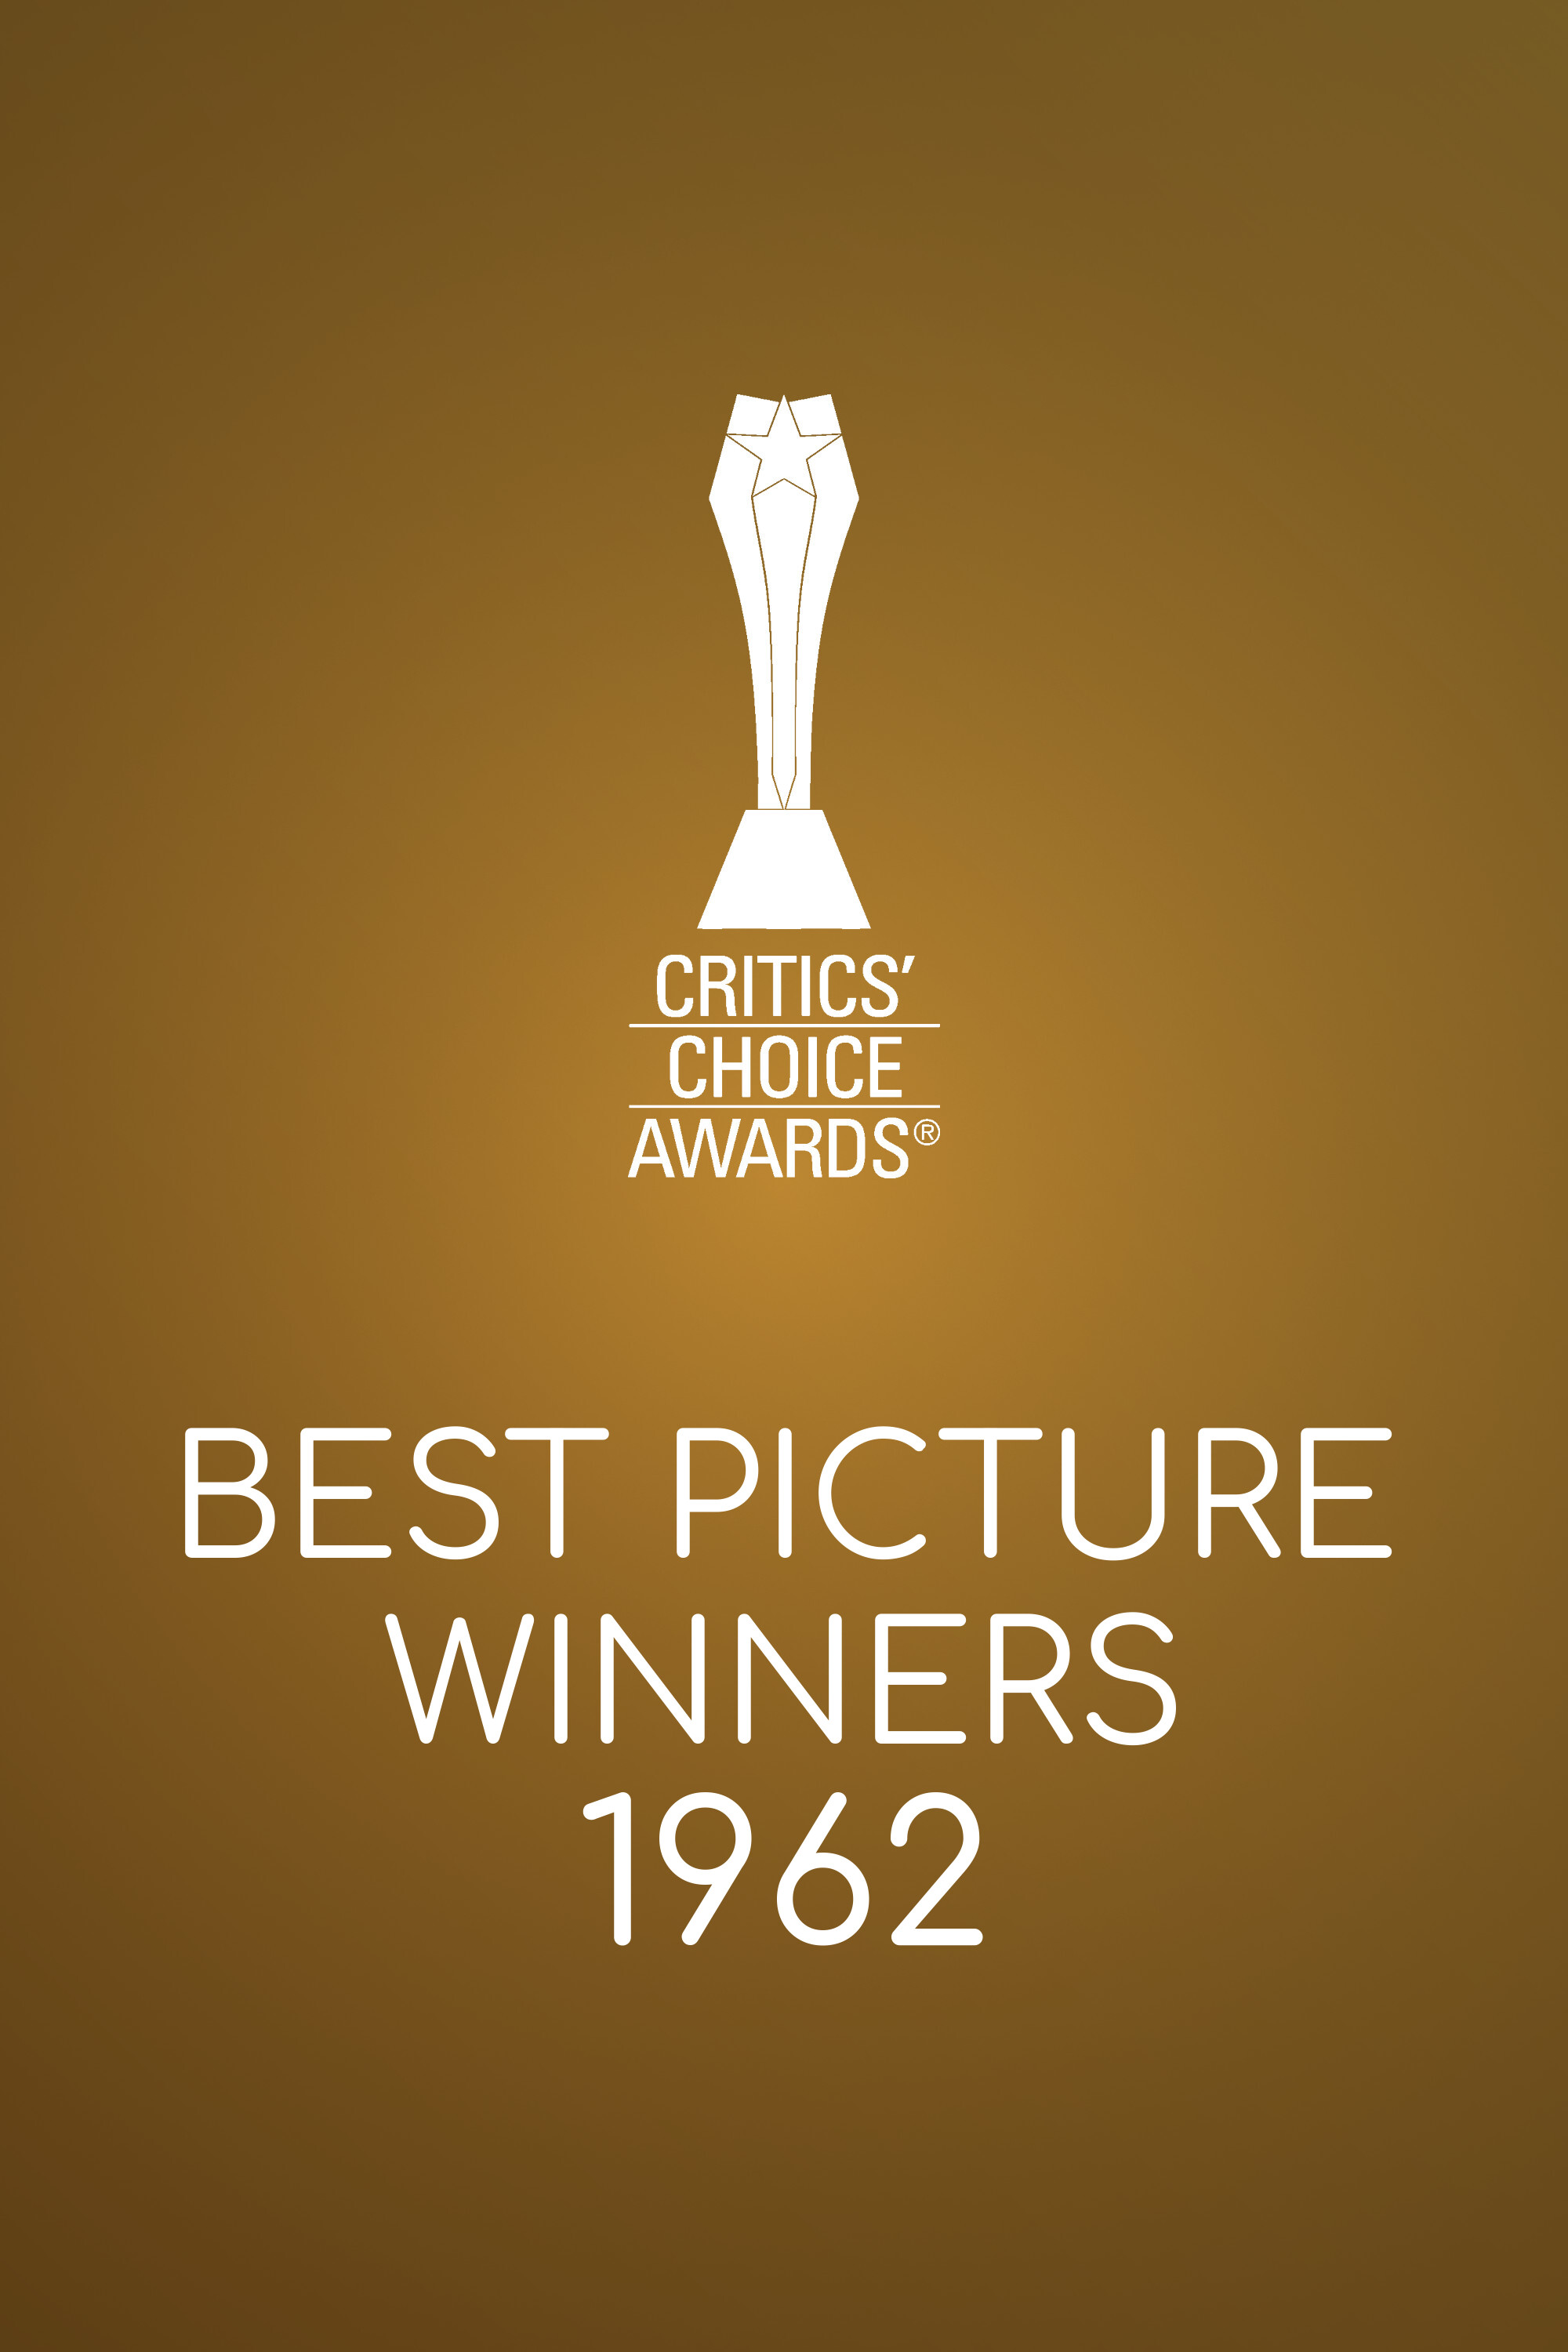 CRITICS'
CHOICE
AWARDS®
BEST PICTURE
WINNERS
1962